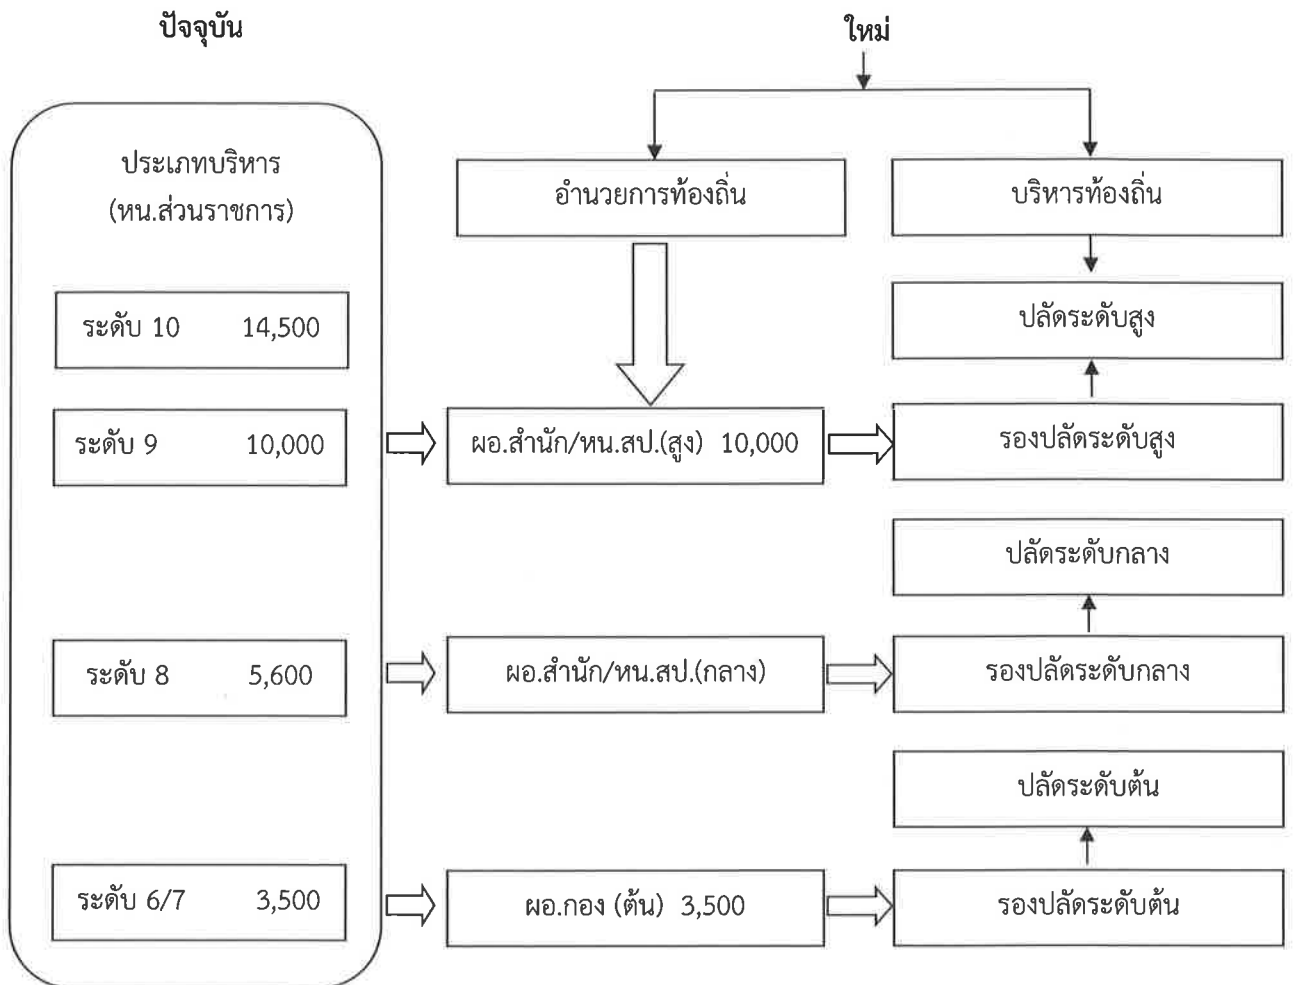 ปัจจุบัน
ใหม่
ประเภทบริหาร
(หน.ส่วนราชการ)
อำนวยการท้องถิ่น
บริหารท้องถิ่น
ระดับ 10 14,500
ปลัดระดับสูง
ระดับ 9 10,000
ผอ.สำนัก/หน.สป.(สูง) 10,000
รองปลัดระดับสูง
ปลัดระดับกลาง
ระดับ 8 5,600
ผอ.สำนัก/หน.สป.(กลาง)
รองปลัดระดับกลาง
ปลัดระดับต้น
ระดับ 6/7 3,500
ผอ.กอง (ต้น) 3,500
รองปลัดระดับต้น